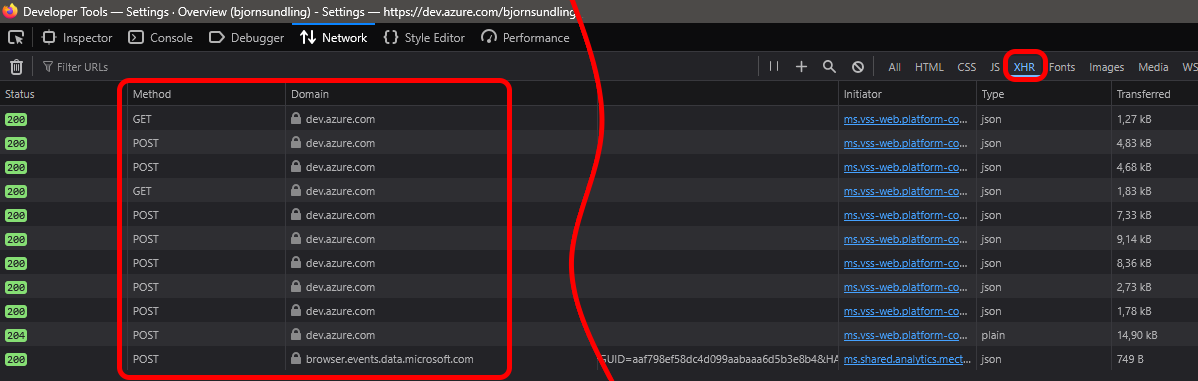 Developer Tools — Settings · Overview (bjornsundling) - Settings — https://dev.azure.com/bjornsundling
Inspector Console Debugger Network Style Editor Performance
Filter URLs All HTML CSS JS XHR Fonts Images Media WS
Status Method Domain Initiator Type Transferred
200 GET dev.azure.com ms.vss-web.platform-co... json 1,27 kB
200 POST dev.azure.com ms.vss-web.platform-co... json 4,83 kB
200 POST dev.azure.com ms.vss-web.platform-co... json 4,68 kB
200 GET dev.azure.com ms.vss-web.platform-co... json 1,83 kB
200 POST dev.azure.com ms.vss-web.platform-co... json 7,33 kB
200 POST dev.azure.com ms.vss-web.platform-co... json 9,14 kB
200 POST dev.azure.com ms.vss-web.platform-co... json 8,36 kB
200 POST dev.azure.com ms.vss-web.platform-co... json 2,73 kB
200 POST dev.azure.com ms.vss-web.platform-co... json 1,78 kB
204 POST dev.azure.com ms.vss-web.platform-co... plain 14,90 kB
200 POST browser.events.data.microsoft.com GUID=aaf798ef58dc4d099aabaaa6d5b3e8b4&HA ms.shared.analytics.mect... json 749 B